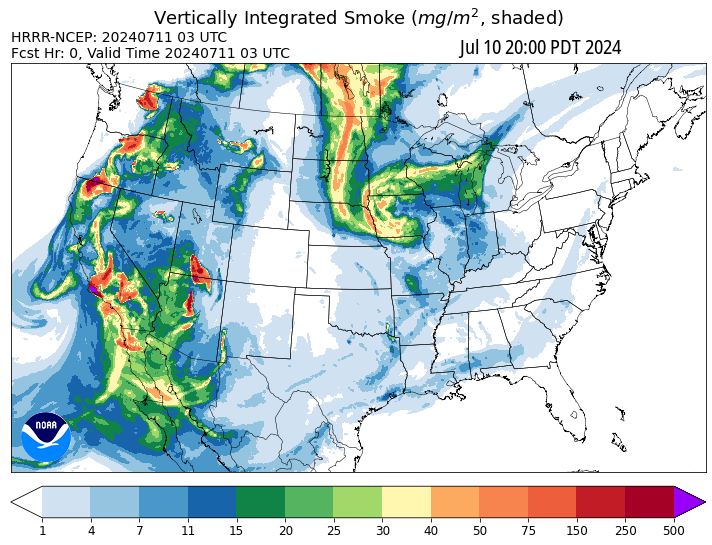 Vertically Integrated Smoke (mg/m², shaded)
HRRR-NCEP: 20240711 03 UTC
Fcst Hr: 0, Valid Time 20240711 03 UTC
Jul 10 20:00 PDT 2024
NOAA
1 4 7 11 15 20 25 30 40 50 75 150 250 500